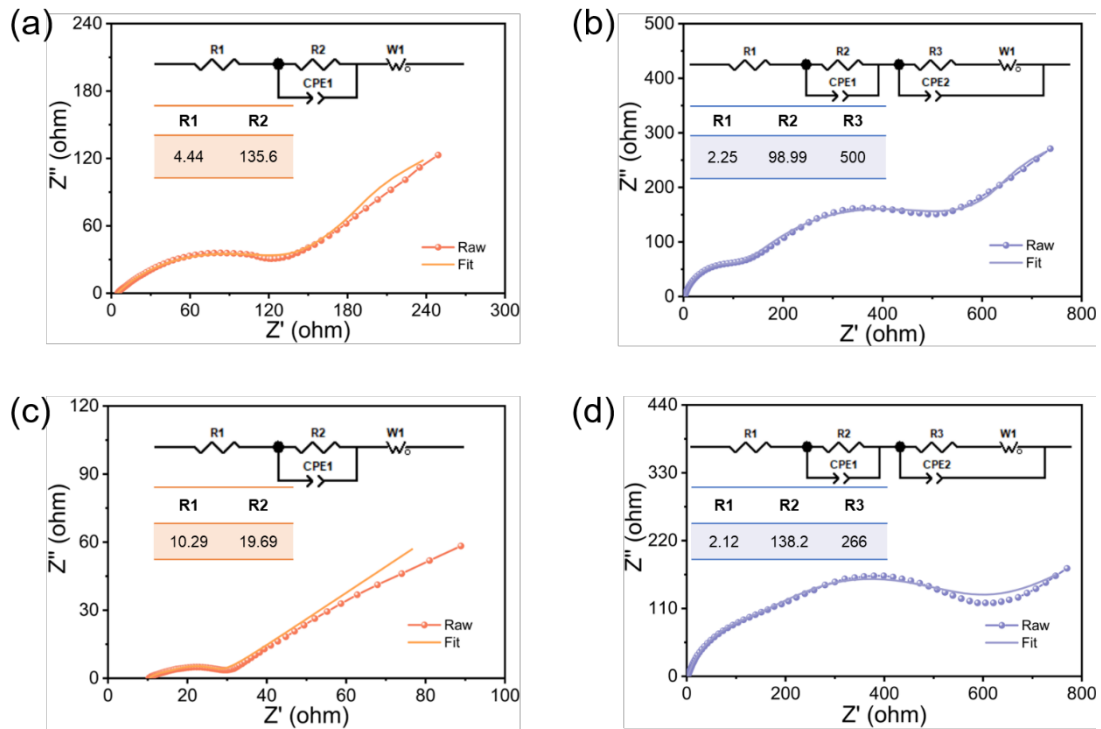 (a)
240
180
120
60
0
Z'' (ohm)
R1 R2 W1
CPE1
R1 R2
4.44 135.6
Raw
Fit
0 60 120 180 240 300
Z' (ohm)
(b)
500
400
300
200
100
0
Z'' (ohm)
R1 R2 R3 W1
CPE1 CPE2
R1 R2 R3
2.25 98.99 500
Raw
Fit
0 200 400 600 800
Z' (ohm)
(c)
120
90
60
30
0
Z'' (ohm)
R1 R2 W1
CPE1
R1 R2
10.29 19.69
Raw
Fit
0 20 40 60 80 100
Z' (ohm)
(d)
440
330
220
110
0
Z'' (ohm)
R1 R2 R3 W1
CPE1 CPE2
R1 R2 R3
2.12 138.2 266
Raw
Fit
0 200 400 600 800
Z' (ohm)